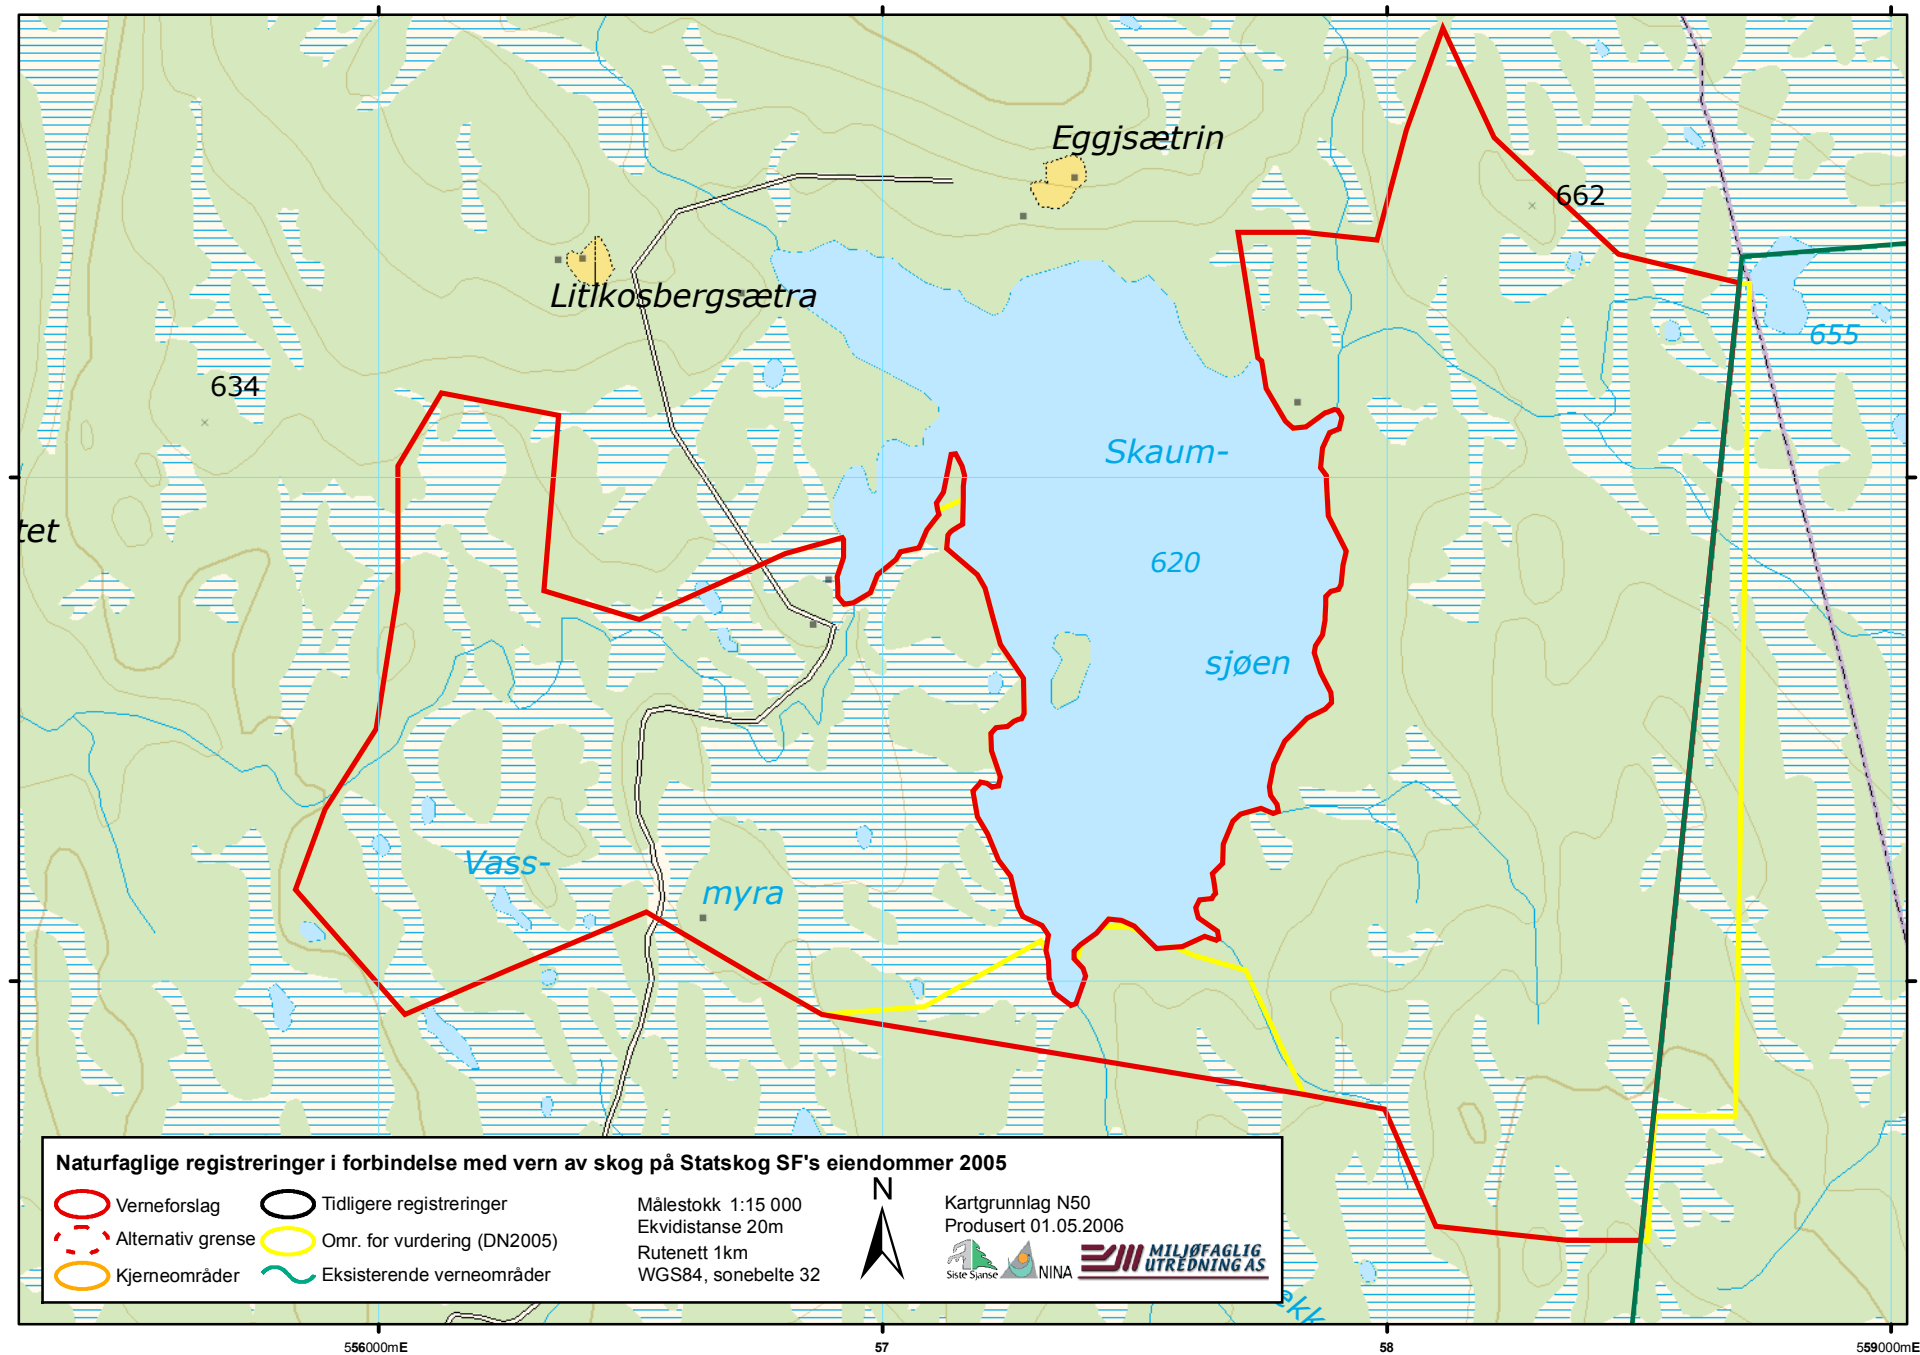 Eggjsætrin
662
Litlkosbergsætra
655
634
Skaum-
tet
620
sjøen
Vass-
myra
Naturfaglige registreringer i forbindelse med vern av skog på Statskog SF's eiendommer 2005
Verneforslag
Tidligere registreringer
Alternativ grense
Omr. for vurdering (DN2005)
Kjerneområder
Eksisterende verneområder
Målestokk 1:15 000
Ekvidistanse 20m
Rutenett 1km
WGS84, sonebelte 32
N
Kartgrunnlag N50
Produsert 01.05.2006
Siste Sjanse
NINA
MILJØFAGLIG
UTREDNING AS
ekk
556000mE
57
58
559000mE